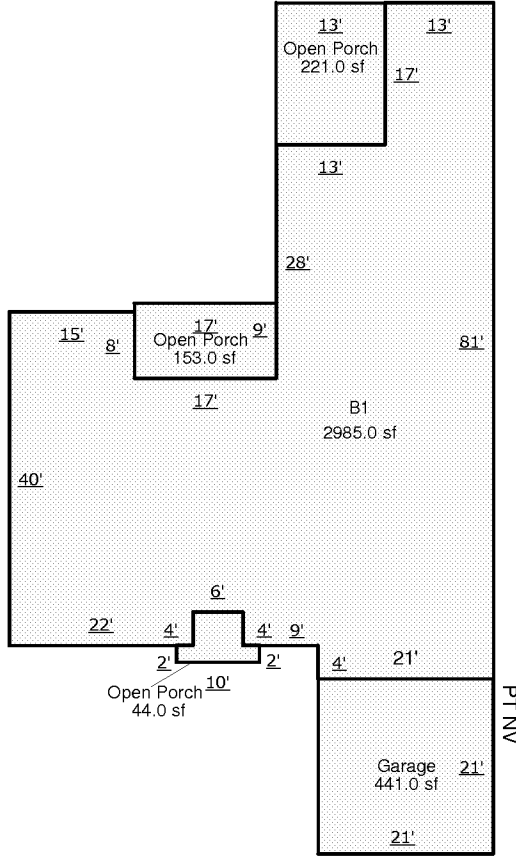 13' 13'
Open Porch
221.0 sf
17'
13'
28'
17' 9'
Open Porch
153.0 sf
15' 8'
81'
17'
B1
2985.0 sf
40'
6'
22' 4' 4' 9'
2' 2' 4' 21'
10'
Open Porch
44.0 sf
PT NV
Garage
441.0 sf
21'
21'